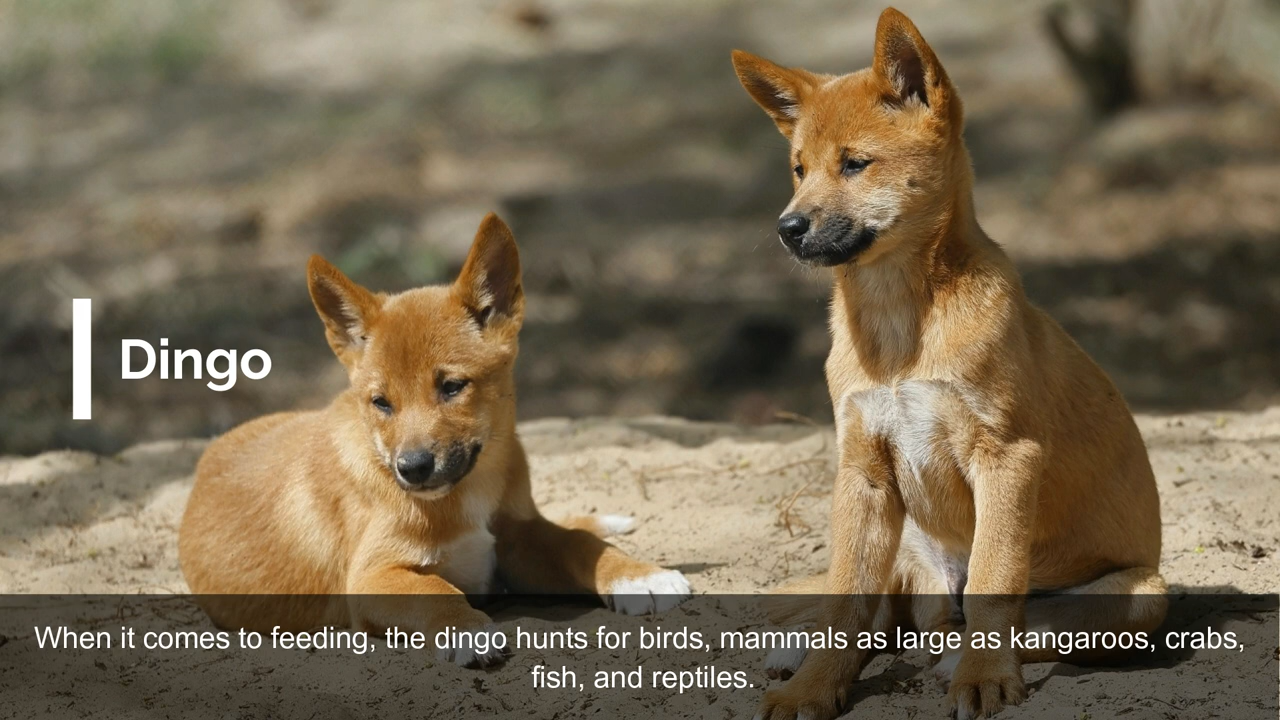 Dingo
When it comes to feeding, the dingo hunts for birds, mammals as large as kangaroos, crabs,
fish, and reptiles.